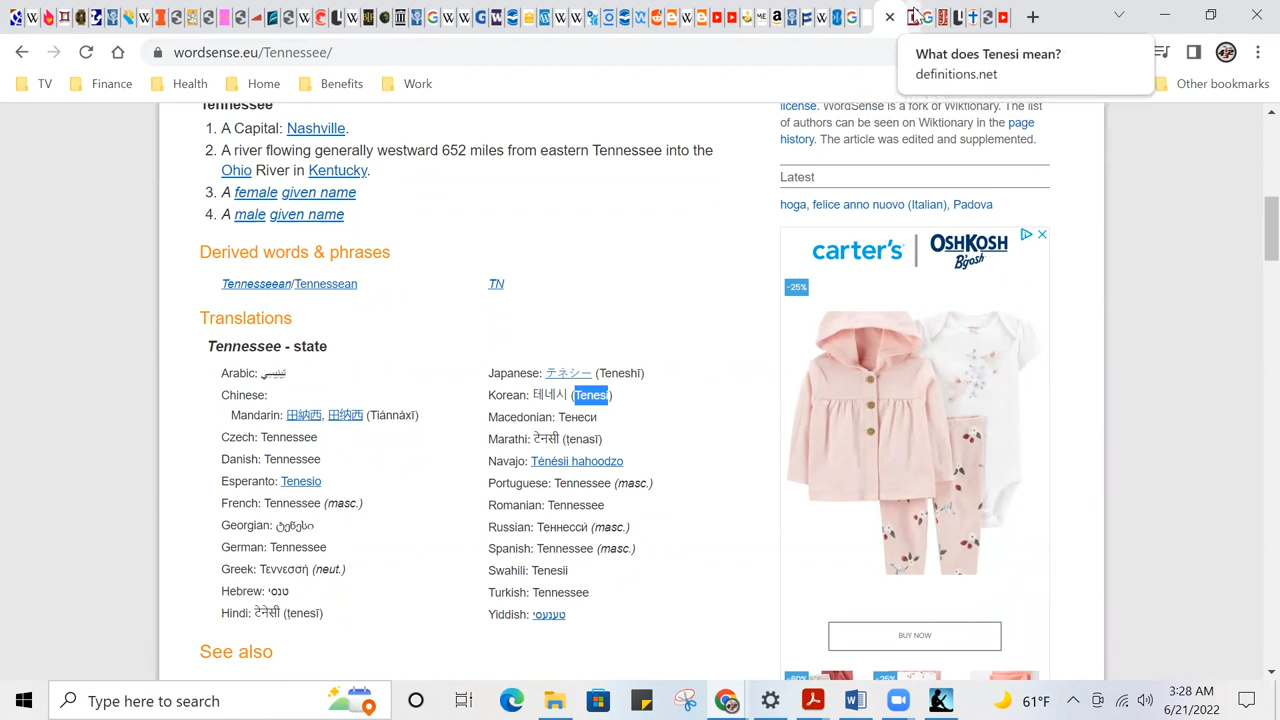 wordsense.eu/Tennessee/
What does Tenesi mean?
definitions.net
TV
Finance
Health
Home
Benefits
Work
Other bookmarks
Tennessee
1. A Capital: Nashville.
2. A river flowing generally westward 652 miles from eastern Tennessee into the
Ohio River in Kentucky.
3. A female given name
4. A male given name
Derived words & phrases
Tennesseean/Tennessean
TN
Translations
Tennessee - state
Arabic: تينيسي
Chinese:
Mandarin: 田納西, 田纳西 (Tiánnàxī)
Czech: Tennessee
Danish: Tennessee
Esperanto: Tenesio
French: Tennessee (masc.)
Georgian: ტენესი
German: Tennessee
Greek: Τεννεσσή (neut.)
Hebrew: טנסי
Hindi: टेनेसी (ṭenesī)
Japanese: テネシー (Teneshī)
Korean: 테네시 (Tenesi)
Macedonian: Тенеси
Marathi: टेनसी (ṭenasī)
Navajo: Ténésii hahoodzo
Portuguese: Tennessee (masc.)
Romanian: Tennessee
Russian: Теннесси́ (masc.)
Spanish: Tennessee (masc.)
Swahili: Tenesii
Turkish: Tennessee
Yiddish: טענעסי
See also
license. WordSense is a fork of Wiktionary. The list
of authors can be seen on Wiktionary in the page
history. The article was edited and supplemented.
Latest
hoga, felice anno nuovo (Italian), Padova
carter's
OSHKOSH
B'gosh
-25%
BUY NOW
-60%
-25%
Type here to search
61°F
3:28 AM
6/21/2022